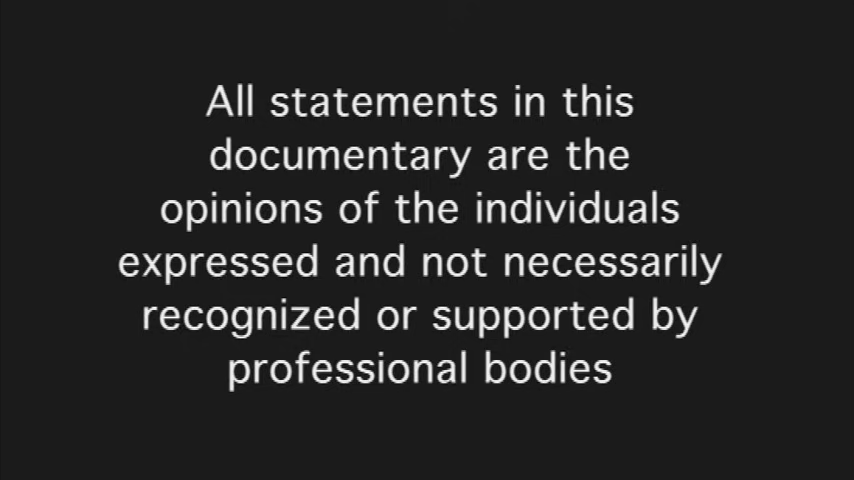 All statements in this
documentary are the
opinions of the individuals
expressed and not necessarily
recognized or supported by
professional bodies